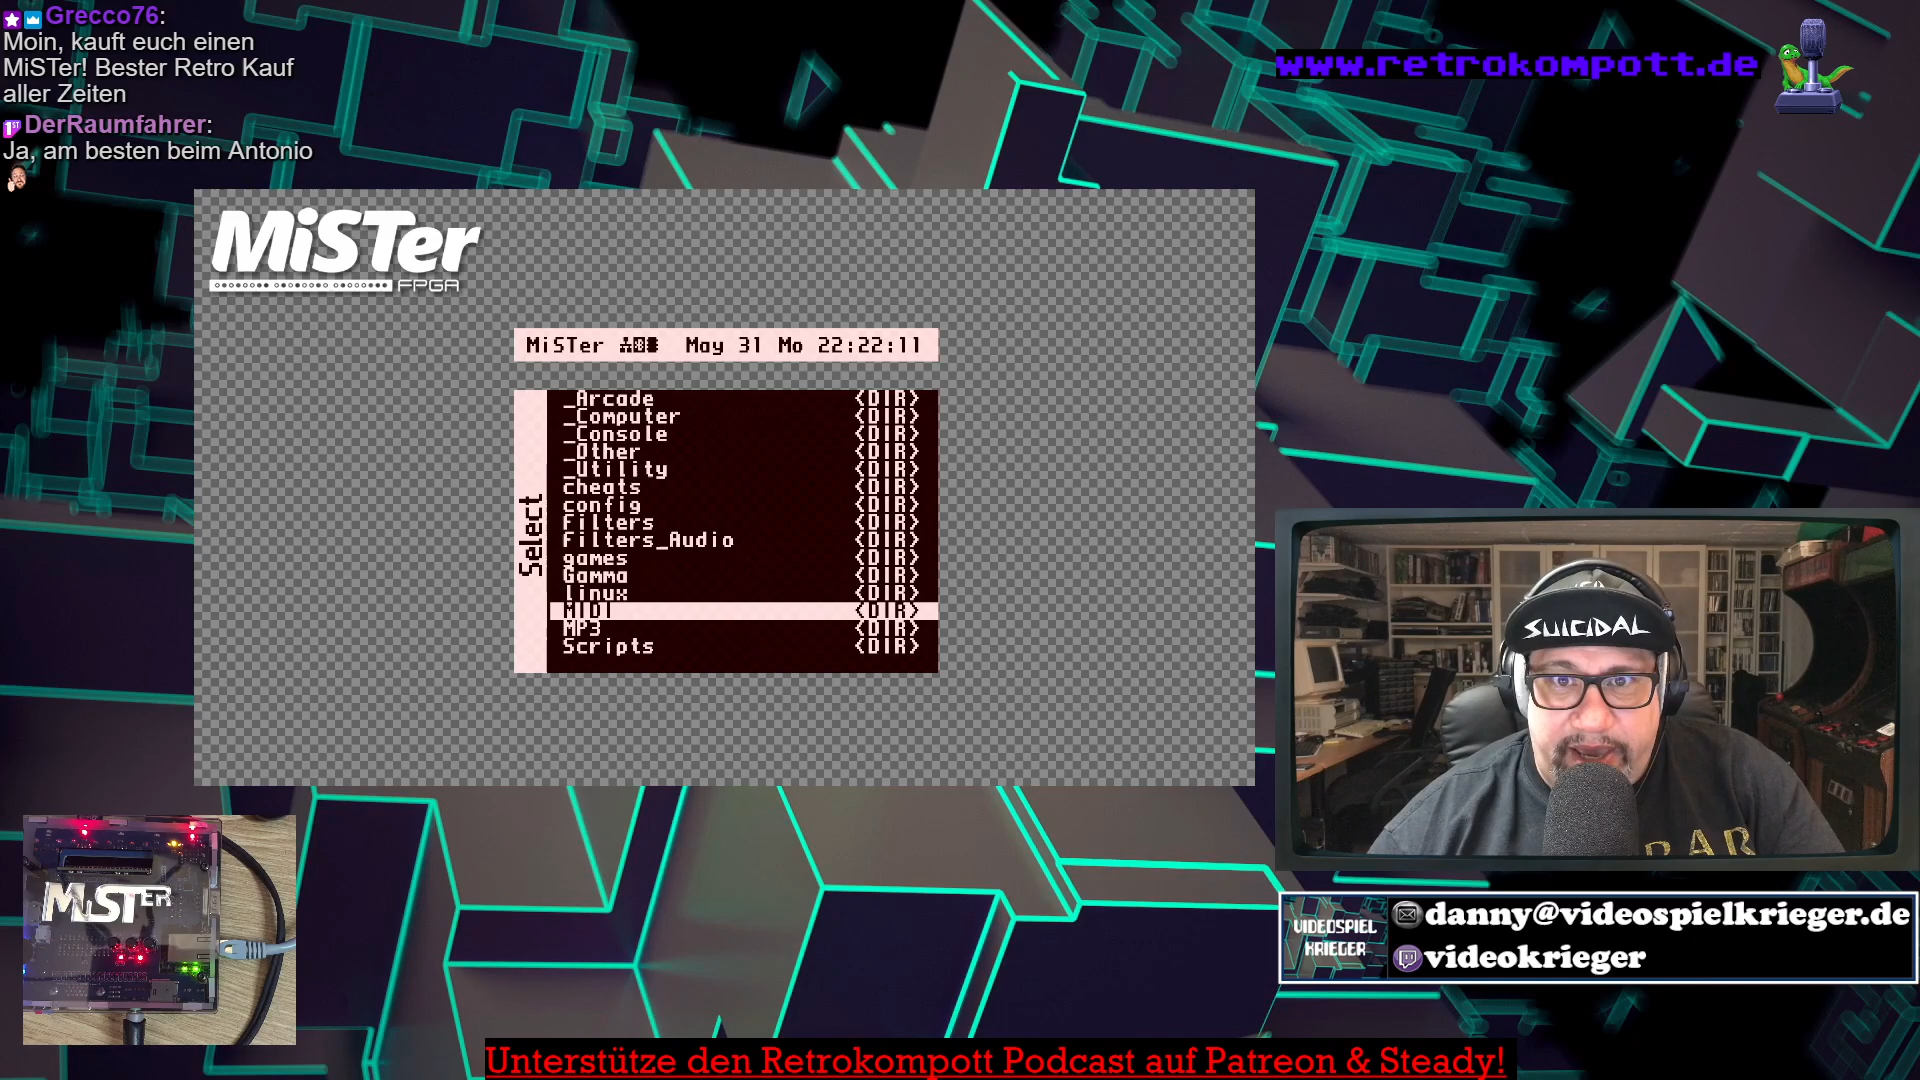 Grecco76:
Moin, kauft euch einen
MiSTer! Bester Retro Kauf
aller Zeiten
1ST DerRaumfahrer:
Ja, am besten beim Antonio
www.retrokompott.de
MiSTer
FPGA
MiSTer May 31 Mo 22:22:11
Select
_Arcade <DIR>
_Computer <DIR>
_Console <DIR>
_Other <DIR>
_Utility <DIR>
cheats <DIR>
config <DIR>
Filters <DIR>
Filters_Audio <DIR>
games <DIR>
Gamma <DIR>
linux <DIR>
MIDI <DIR>
MP3 <DIR>
Scripts <DIR>
SUICIDAL
MiSTER
VIDEOSPIEL
KRIEGER
danny@videospielkrieger.de
videokrieger
Unterstütze den Retrokompott Podcast auf Patreon & Steady!